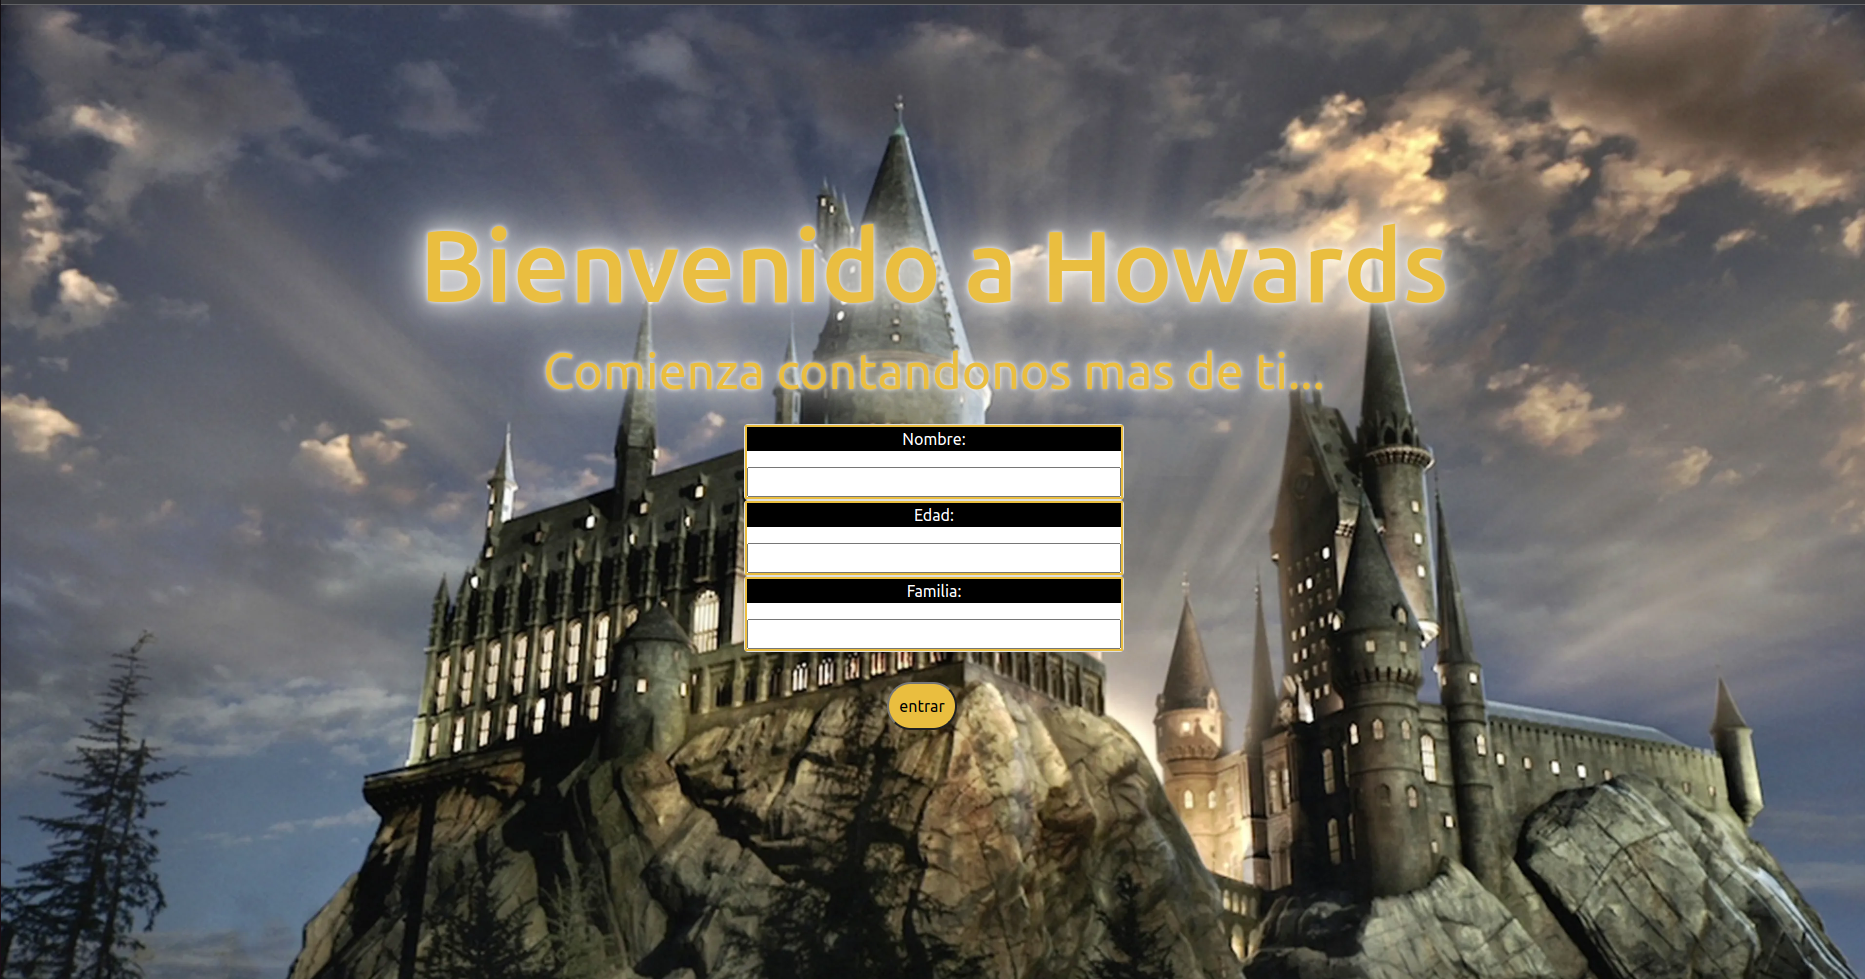 Bienvenido a Howards
Comienza contandonos mas de ti...
Nombre:
Edad:
Familia:
entrar